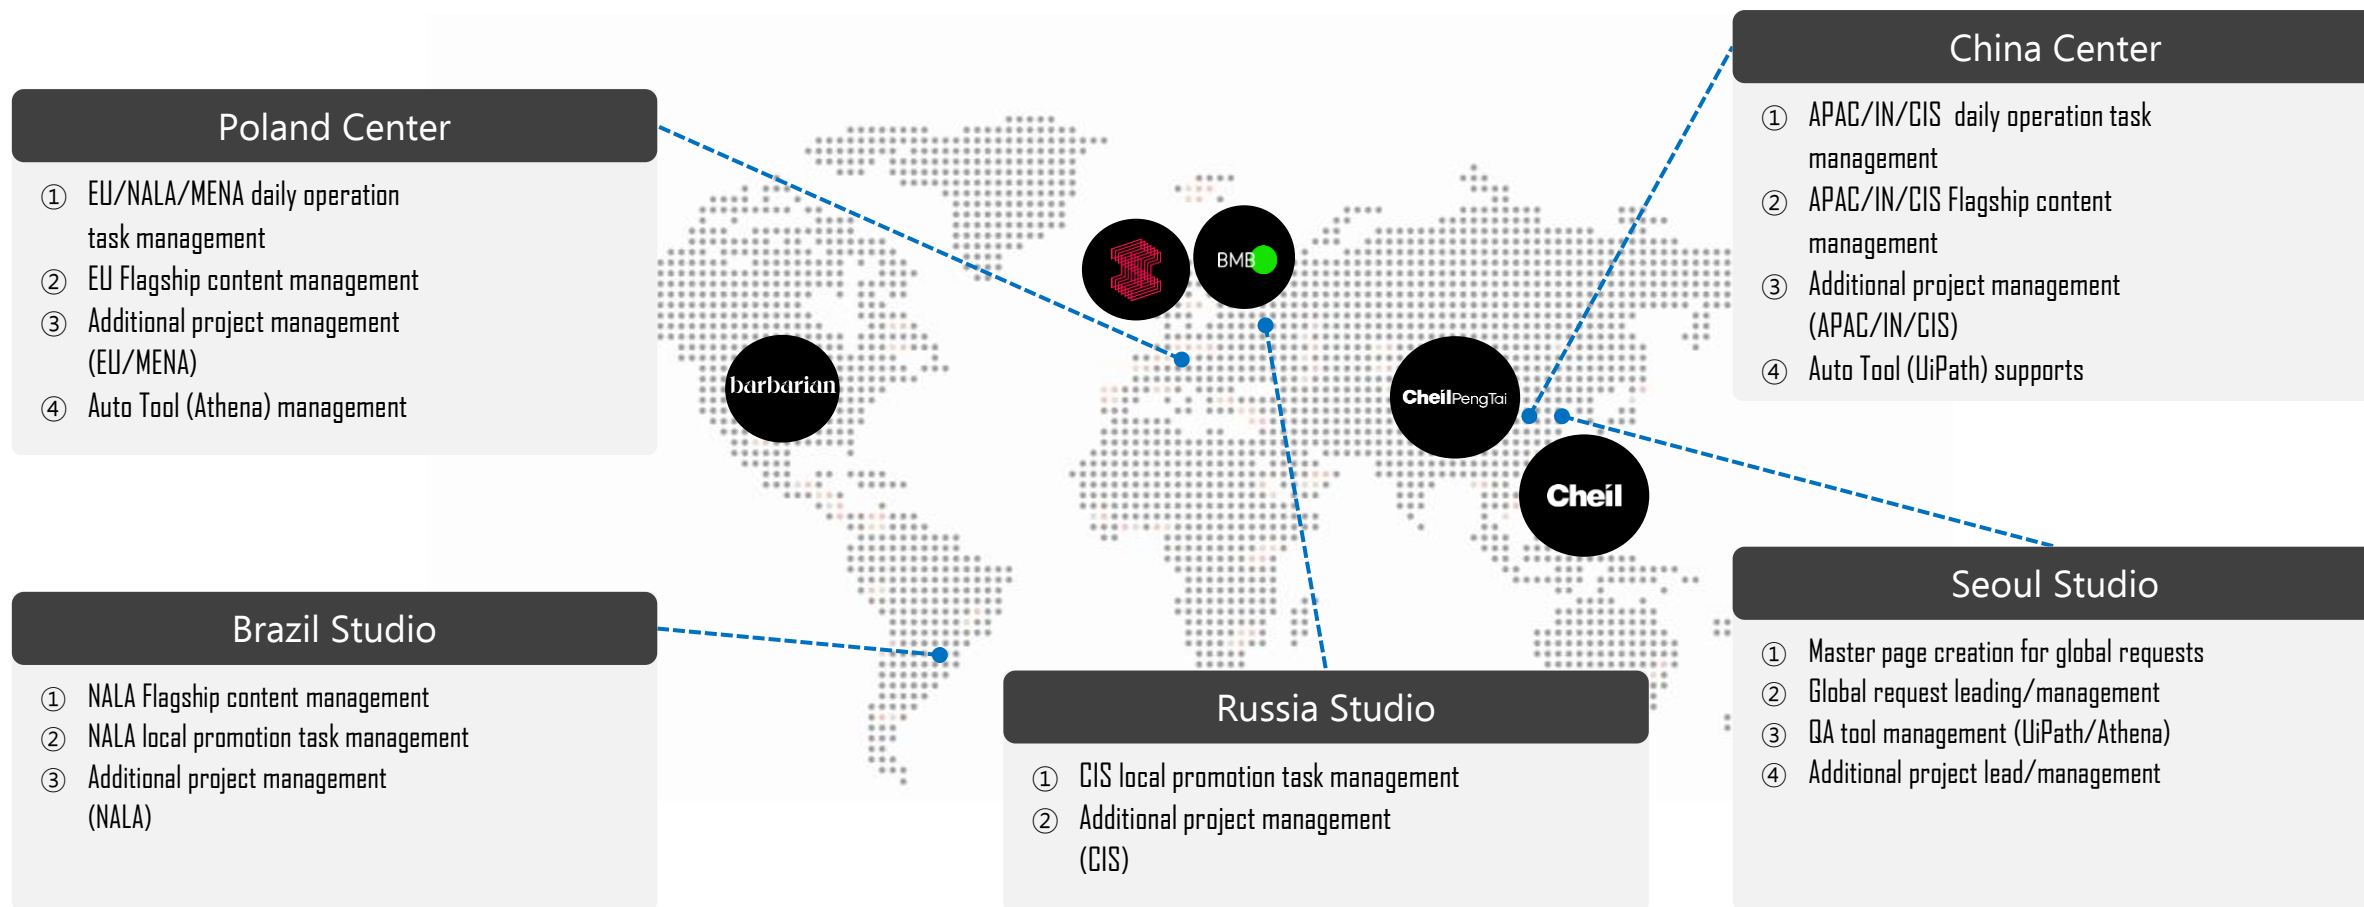 China Center
① APAC/IN/CIS daily operation task
management
② APAC/IN/CIS Flagship content
management
③ Additional project management
(APAC/IN/CIS)
④ Auto Tool (UiPath) supports
Poland Center
① EU/NALA/MENA daily operation
task management
② EU Flagship content management
③ Additional project management
(EU/MENA)
④ Auto Tool (Athena) management
BMB
barbarian
CheilPengTai
Cheil
Brazil Studio
① NALA Flagship content management
② NALA local promotion task management
③ Additional project management
(NALA)
Russia Studio
① CIS local promotion task management
② Additional project management
(CIS)
Seoul Studio
① Master page creation for global requests
② Global request leading/management
③ QA tool management (UiPath/Athena)
④ Additional project lead/management